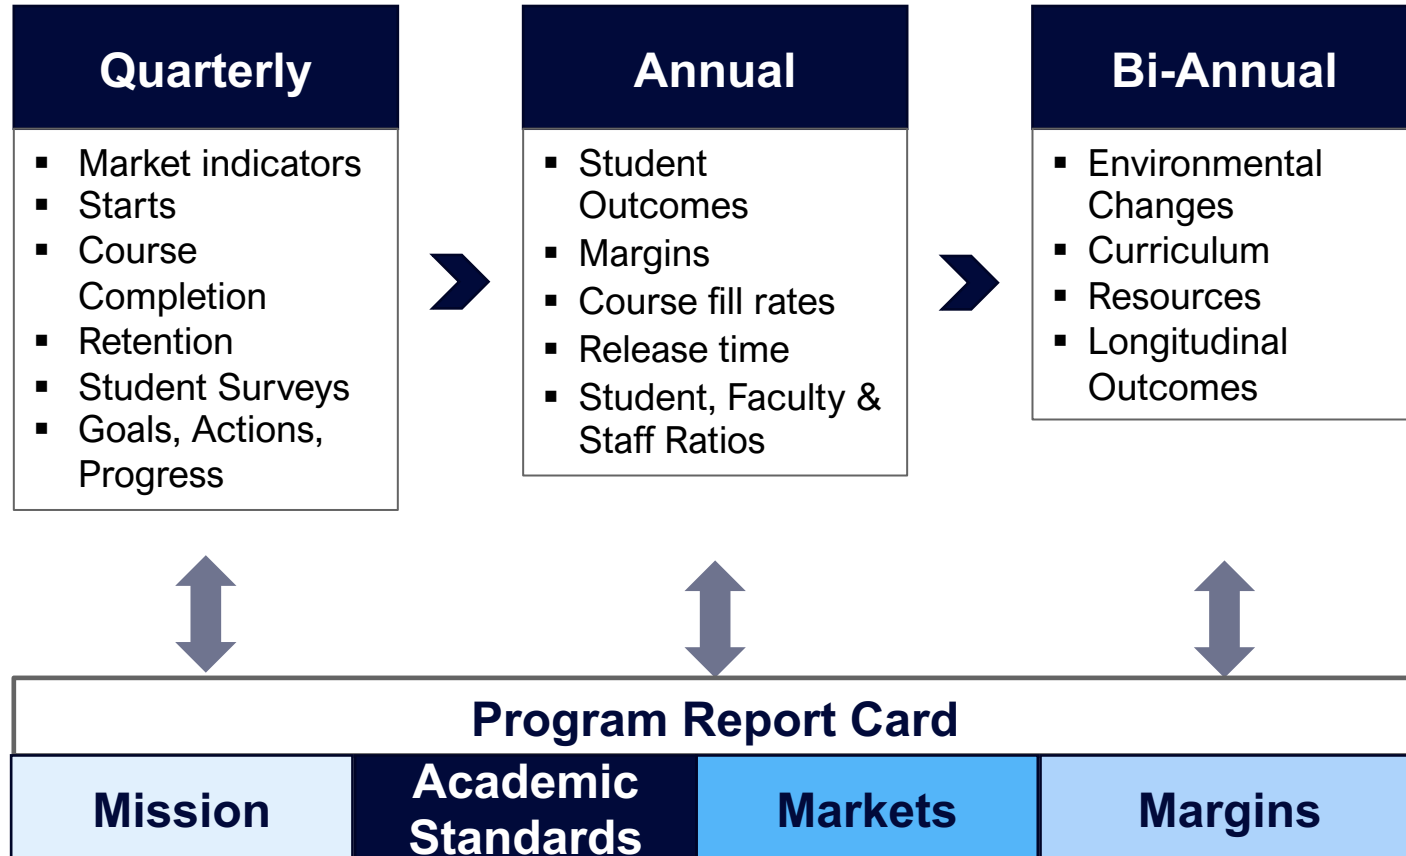 Quarterly
▪ Market indicators
▪ Starts
▪ Course
Completion
▪ Retention
▪ Student Surveys
▪ Goals, Actions,
Progress
Annual
▪ Student
Outcomes
▪ Margins
▪ Course fill rates
▪ Release time
▪ Student, Faculty &
Staff Ratios
Bi-Annual
▪ Environmental
Changes
▪ Curriculum
▪ Resources
▪ Longitudinal
Outcomes
Program Report Card
Mission
Academic
Standards
Markets
Margins